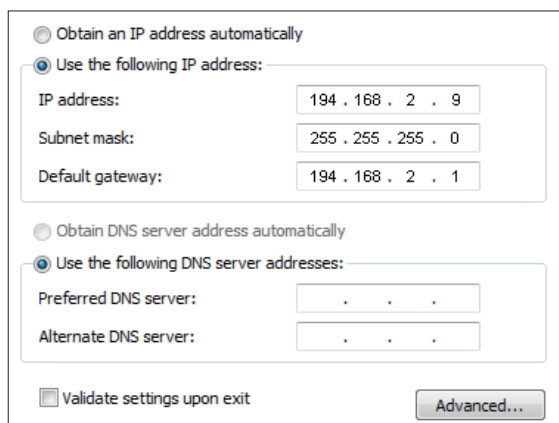 Obtain an IP address automatically
Use the following IP address:
IP address: 194 . 168 . 2 . 9
Subnet mask: 255 . 255 . 255 . 0
Default gateway: 194 . 168 . 2 . 1
Obtain DNS server address automatically
Use the following DNS server addresses:
Preferred DNS server: . . .
Alternate DNS server: . . .
Validate settings upon exit
Advanced...